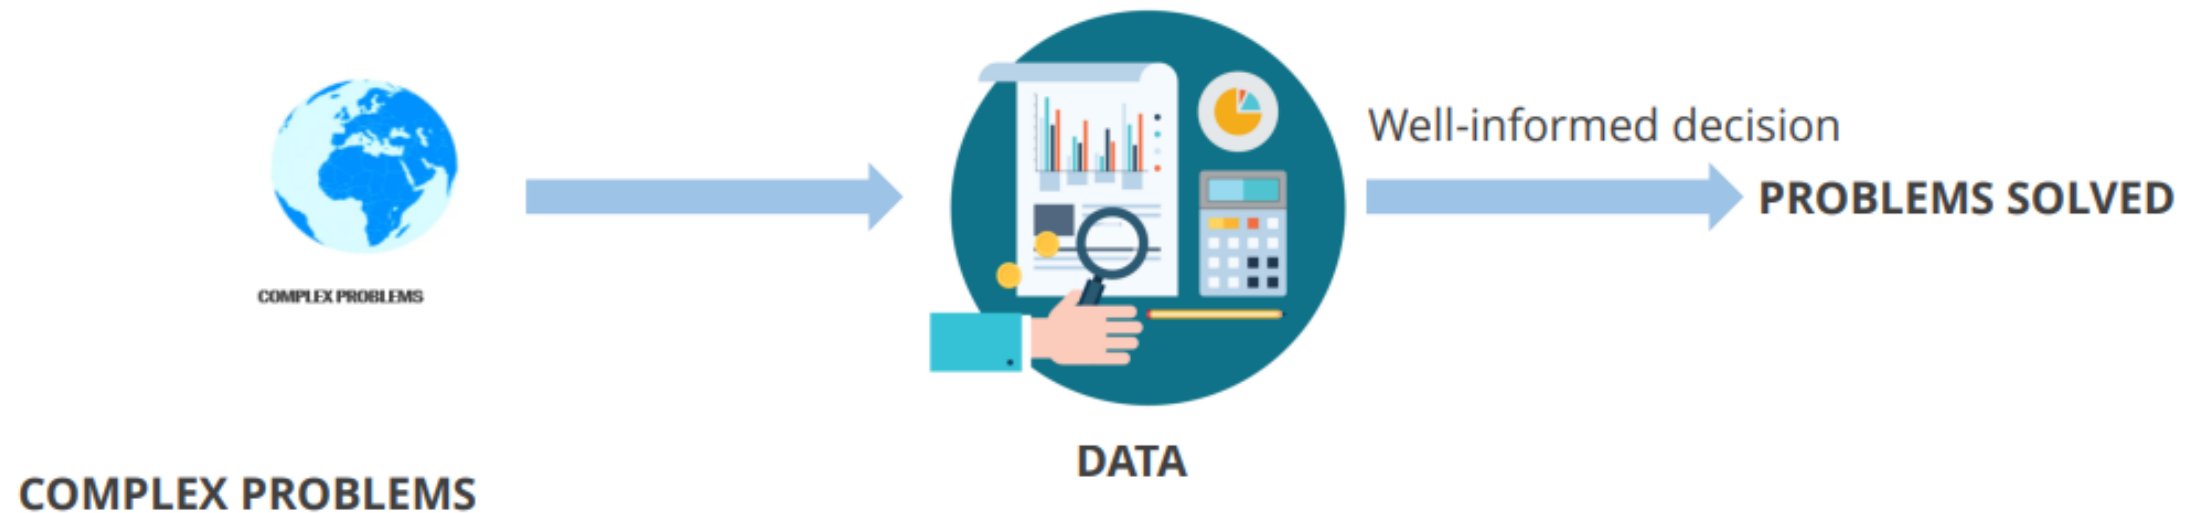 COMPLEX PROBLEMS
COMPLEX PROBLEMS
DATA
Well-informed decision
PROBLEMS SOLVED